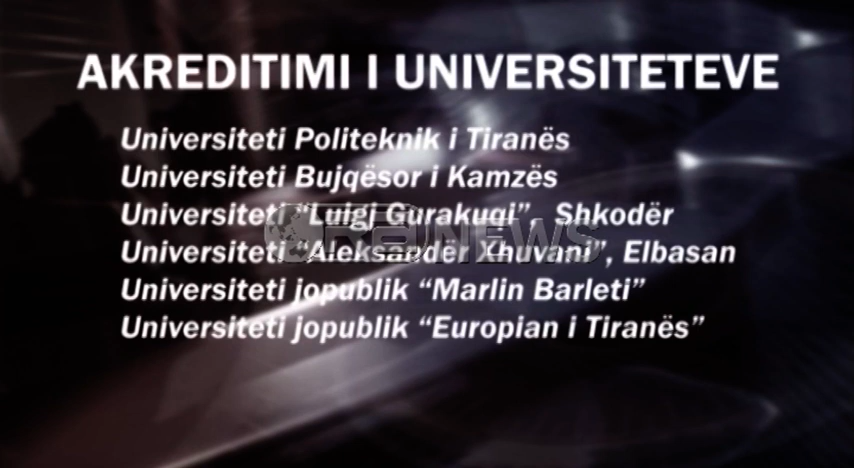 AKREDITIMI I UNIVERSITETEVE
Universiteti Politeknik i Tiranës
Universiteti Bujqësor i Kamzës
Universiteti “Luigj Gurakuqi”, Shkodër
Universiteti “Aleksandër Xhuvani”, Elbasan
Universiteti jopublik “Marlin Barleti”
Universiteti jopublik “Europian i Tiranës”
NEWS